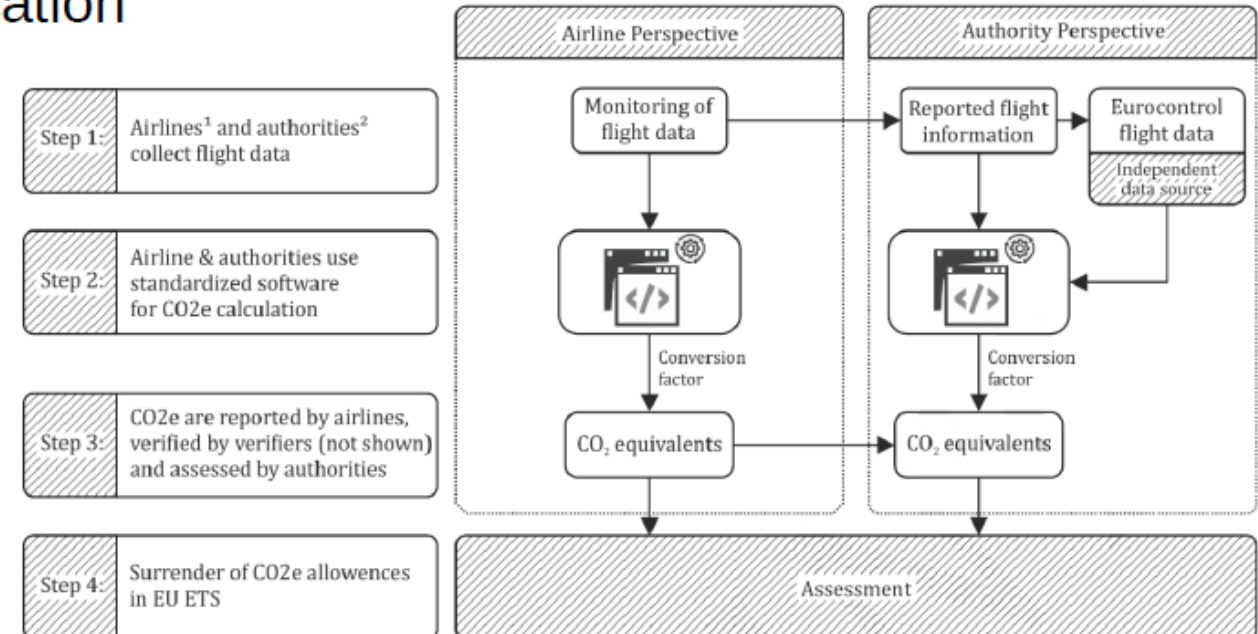 ation
Airline Perspective
Authority Perspective
Step 1:
Airlines¹ and authorities²
collect flight data
Monitoring of
flight data
Reported flight
information
Eurocontrol
flight data
Independent
data source
Step 2:
Airline & authorities use
standardized software
for CO2e calculation
</>
</>
Conversion
factor
Conversion
factor
Step 3:
CO2e are reported by airlines,
verified by verifiers (not shown)
and assessed by authorities
CO₂ equivalents
CO₂ equivalents
Step 4:
Surrender of CO2e allowences
in EU ETS
Assessment